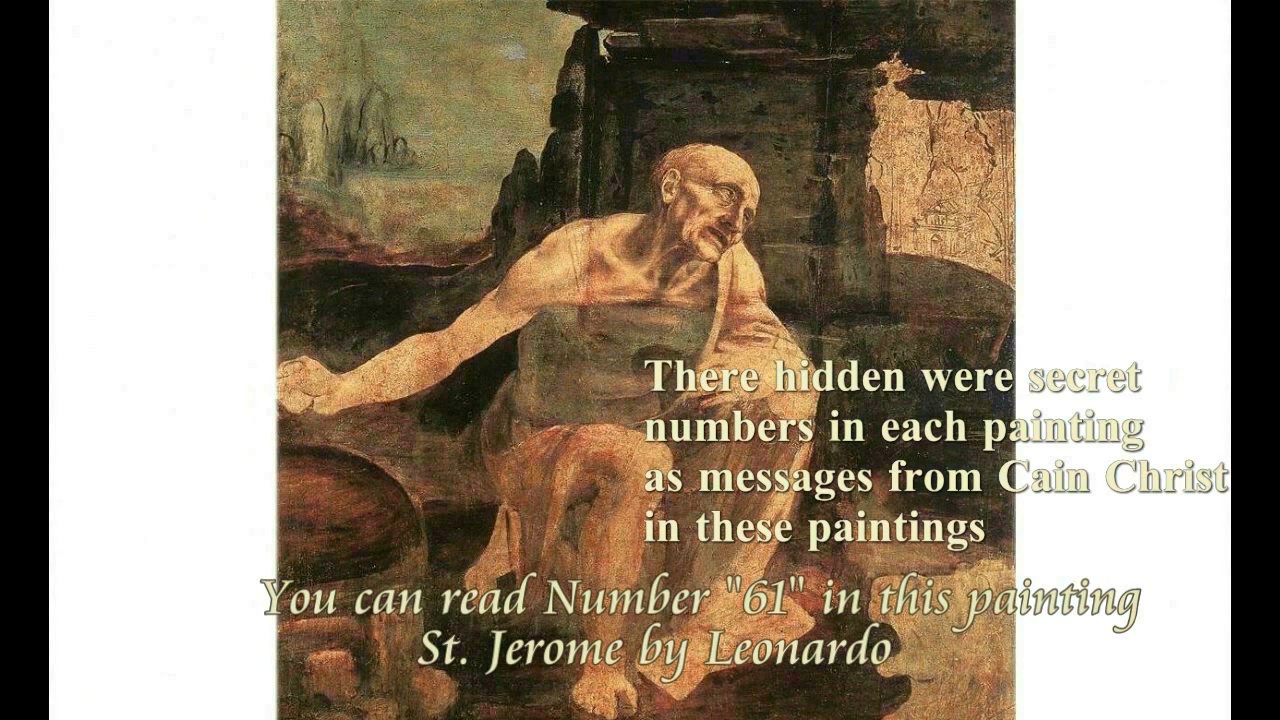 There hidden were secret
numbers in each painting
as messages from Cain Christ
in these paintings
You can read Number "61" in this painting
St. Jerome by Leonardo